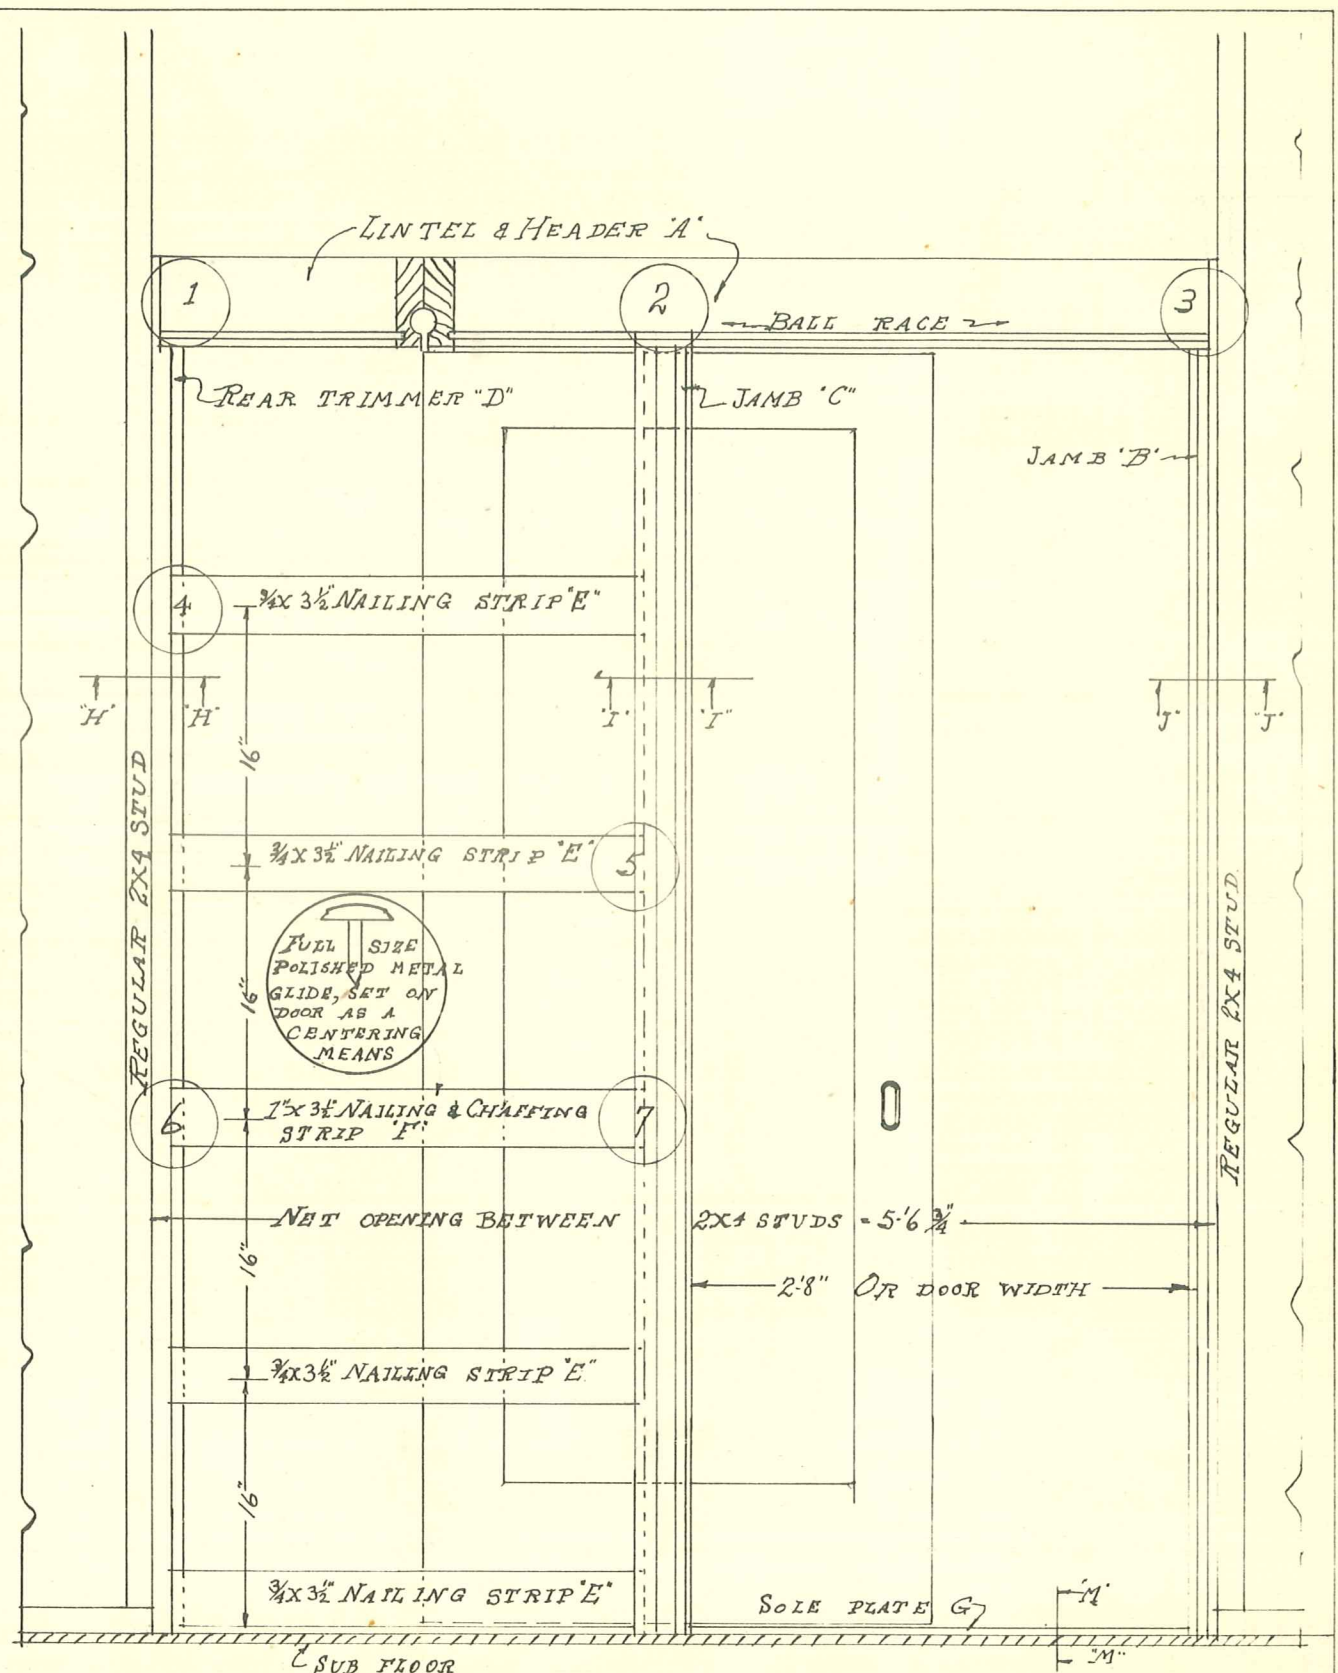 LINTEL & HEADER "A"
1
2
3
BALL RACE
REAR TRIMMER "D"
JAMB "C"
JAMB "B"
4
3/4 X 3 1/2" NAILING STRIP "E"
"H" "H"
"I" "I"
"J" "J"
16"
REGULAR 2X4 STUD
3/4 X 3 1/2" NAILING STRIP "E"
5
FULL SIZE
POLISHED METAL
GLIDE, SET ON
DOOR AS A
CENTERING
MEANS
16"
REGULAR 2X4 STUD
6
1" X 3 1/2" NAILING & CHAFFING
STRIP "F"
7
NET OPENING BETWEEN 2X4 STUDS = 5'-6 3/4"
16"
2'-8" OR DOOR WIDTH
3/4 X 3 1/2" NAILING STRIP "E"
16"
3/4 X 3 1/2" NAILING STRIP "E"
SOLE PLATE G
"M"
"M"
SUB FLOOR